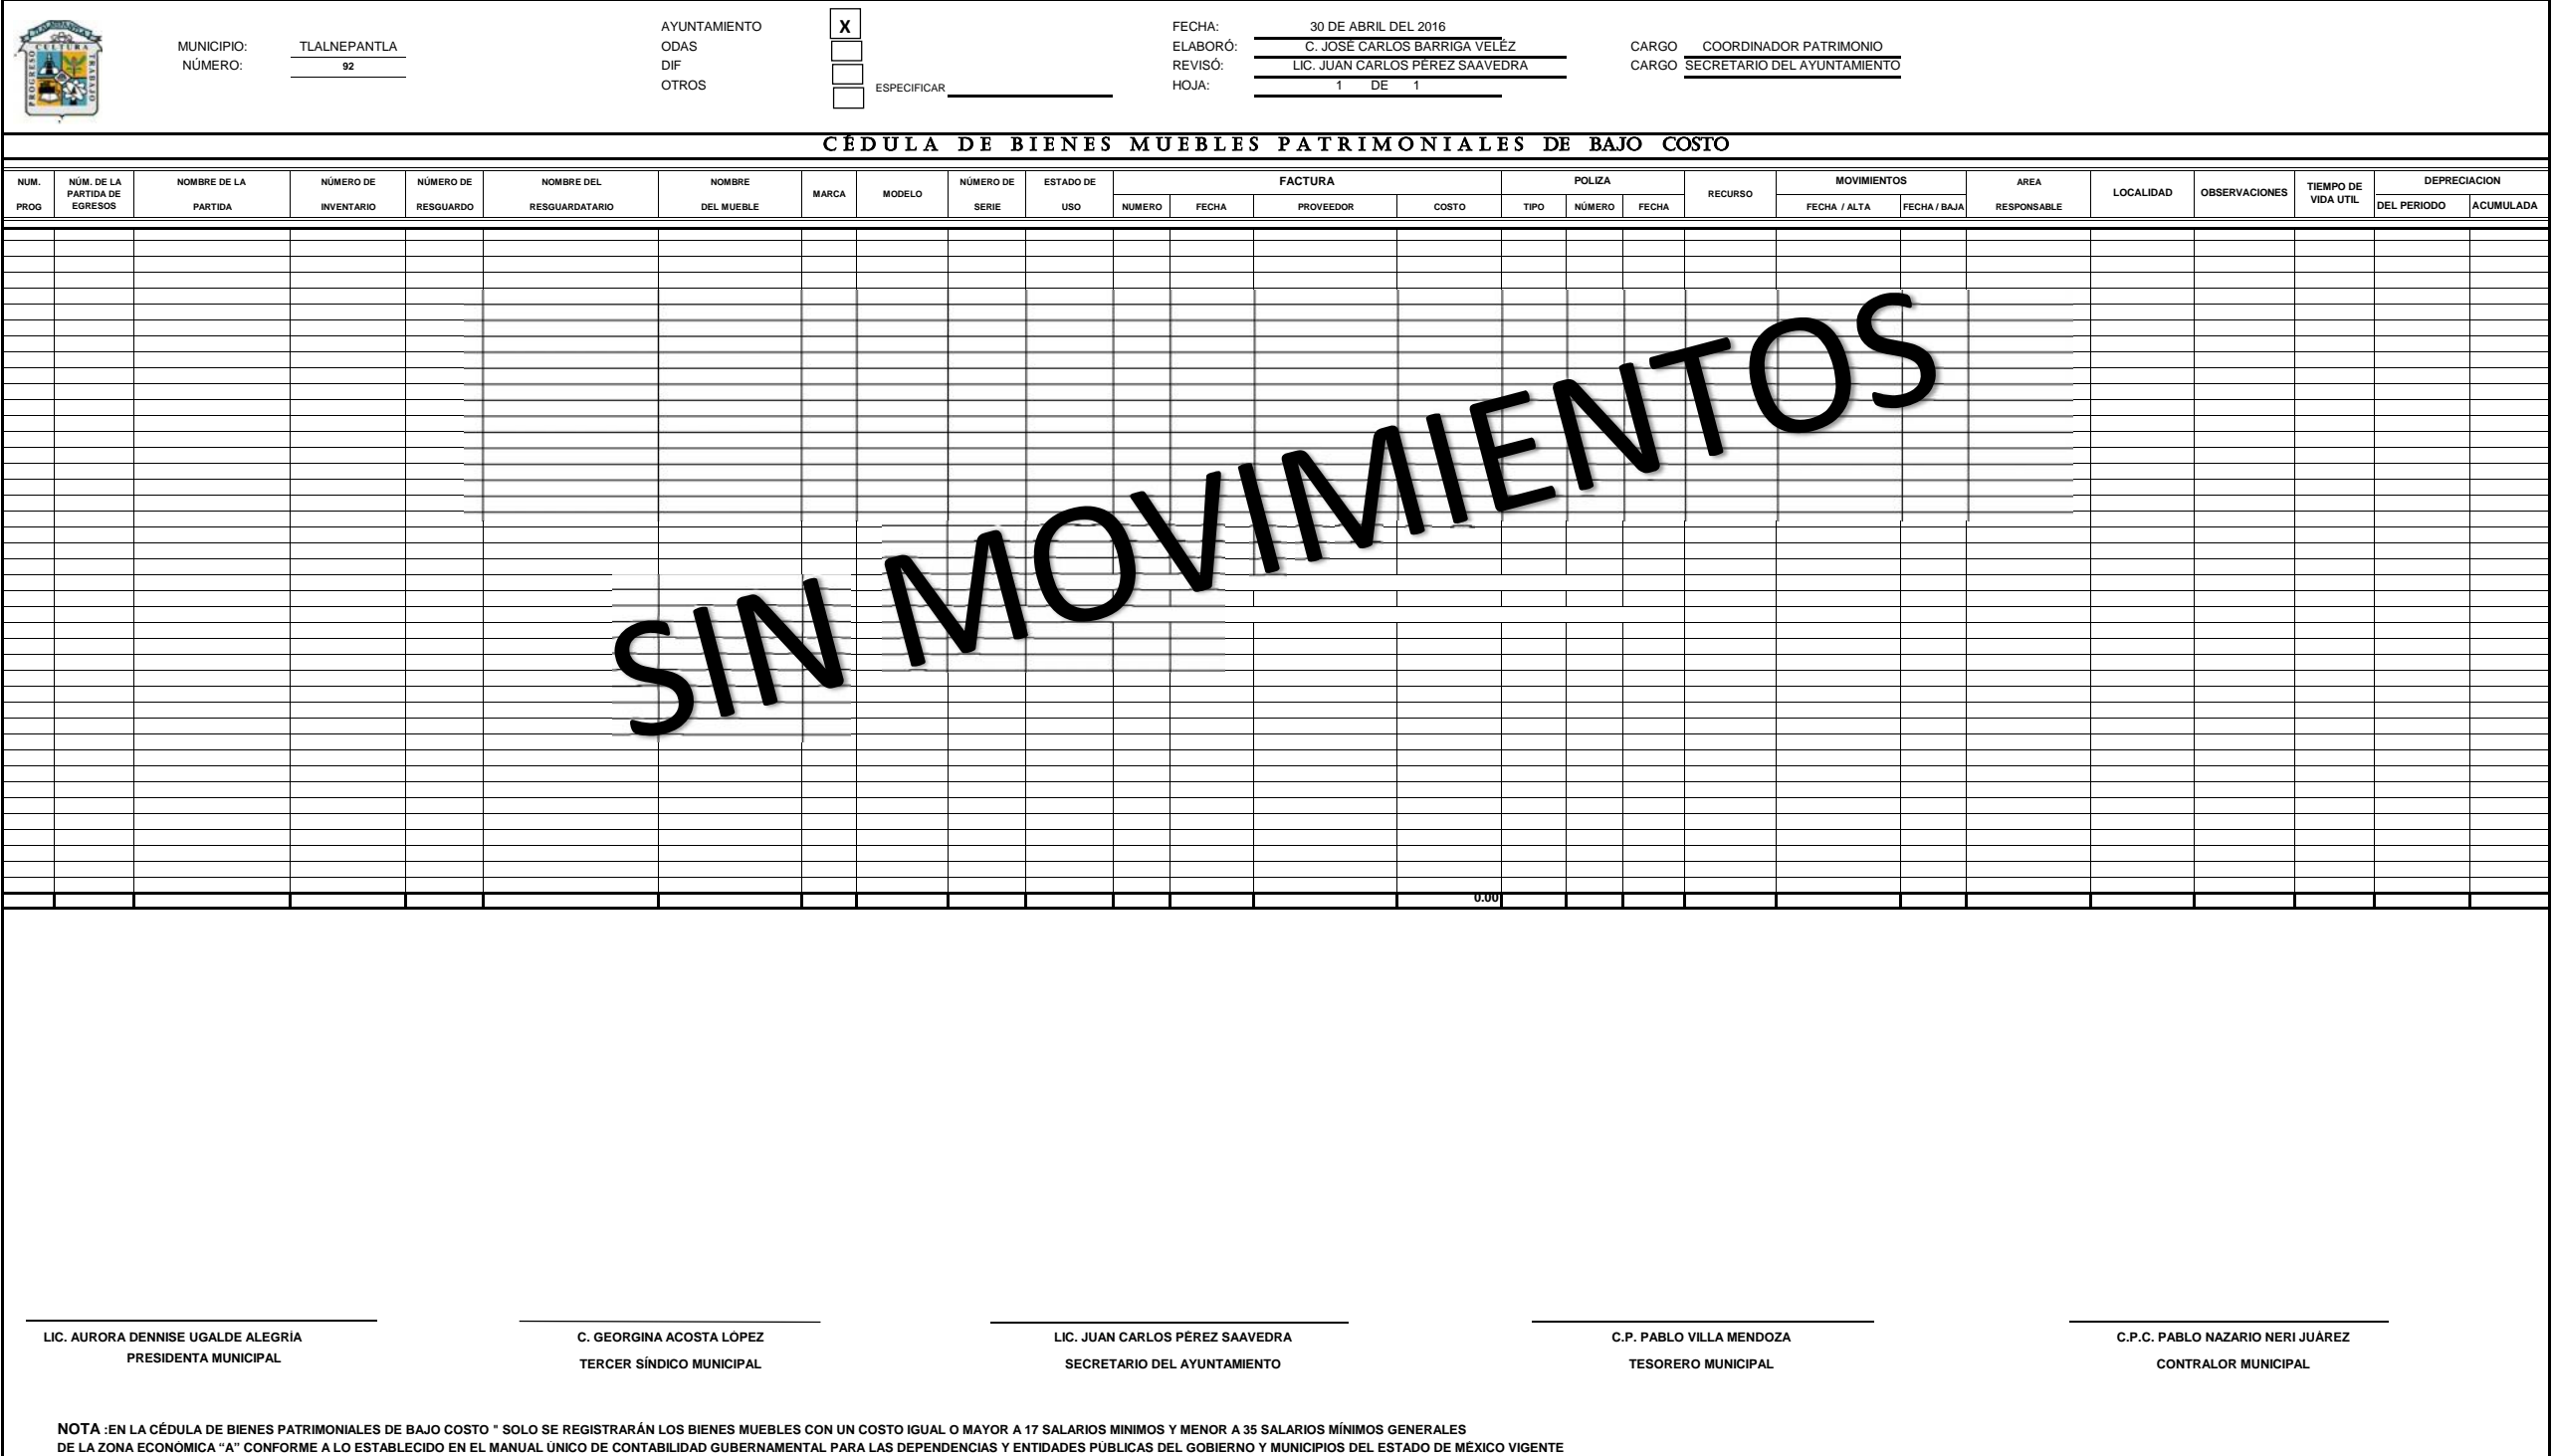 CULTURA
PROGRESO
TRABAJO
MUNICIPIO: TLALNEPANTLA
NÚMERO: 92
AYUNTAMIENTO X
ODAS
DIF
OTROS ESPECIFICAR
FECHA: 30 DE ABRIL DEL 2016
ELABORÓ: C. JOSÉ CARLOS BARRIGA VELÉZ CARGO COORDINADOR PATRIMONIO
REVISÓ: LIC. JUAN CARLOS PÉREZ SAAVEDRA CARGO SECRETARIO DEL AYUNTAMIENTO
HOJA: 1 DE 1
CÉDULA DE BIENES MUEBLES PATRIMONIALES DE BAJO COSTO
NUM. PROG
NÚM. DE LA PARTIDA DE EGRESOS
NOMBRE DE LA PARTIDA
NÚMERO DE INVENTARIO
NÚMERO DE RESGUARDO
NOMBRE DEL RESGUARDATARIO
NOMBRE DEL MUEBLE
MARCA
MODELO
NÚMERO DE SERIE
ESTADO DE USO
FACTURA
NUMERO FECHA PROVEEDOR COSTO
POLIZA
TIPO NÚMERO FECHA
RECURSO
MOVIMIENTOS
FECHA / ALTA FECHA / BAJA
AREA RESPONSABLE
LOCALIDAD
OBSERVACIONES
TIEMPO DE VIDA UTIL
DEPRECIACION
DEL PERIODO ACUMULADA
SIN MOVIMIENTOS
0.00
LIC. AURORA DENNISE UGALDE ALEGRÍA
PRESIDENTA MUNICIPAL
C. GEORGINA ACOSTA LÓPEZ
TERCER SÍNDICO MUNICIPAL
LIC. JUAN CARLOS PÉREZ SAAVEDRA
SECRETARIO DEL AYUNTAMIENTO
C.P. PABLO VILLA MENDOZA
TESORERO MUNICIPAL
C.P.C. PABLO NAZARIO NERI JUÁREZ
CONTRALOR MUNICIPAL
NOTA :EN LA CÉDULA DE BIENES PATRIMONIALES DE BAJO COSTO " SOLO SE REGISTRARÁN LOS BIENES MUEBLES CON UN COSTO IGUAL O MAYOR A 17 SALARIOS MINIMOS Y MENOR A 35 SALARIOS MÍNIMOS GENERALES
DE LA ZONA ECONÓMICA “A” CONFORME A LO ESTABLECIDO EN EL MANUAL ÚNICO DE CONTABILIDAD GUBERNAMENTAL PARA LAS DEPENDENCIAS Y ENTIDADES PÚBLICAS DEL GOBIERNO Y MUNICIPIOS DEL ESTADO DE MÉXICO VIGENTE